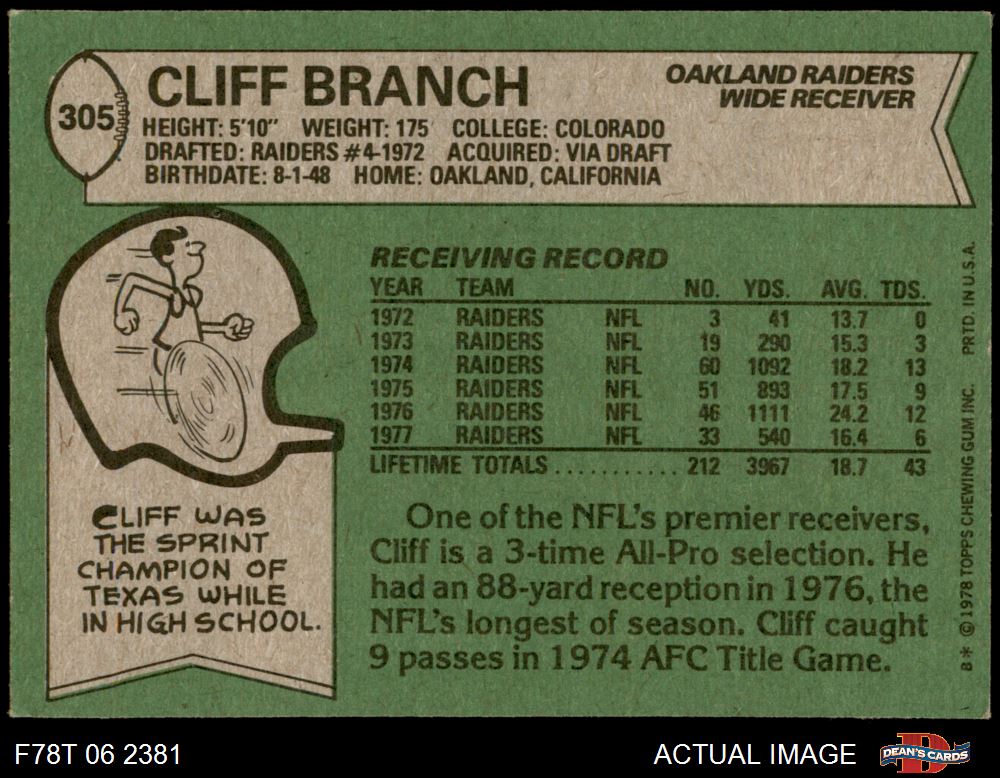 305
CLIFF BRANCH
OAKLAND RAIDERS
WIDE RECEIVER
HEIGHT: 5'10" WEIGHT: 175 COLLEGE: COLORADO
DRAFTED: RAIDERS #4-1972 ACQUIRED: VIA DRAFT
BIRTHDATE: 8-1-48 HOME: OAKLAND, CALIFORNIA
RECEIVING RECORD
YEAR TEAM NO. YDS. AVG. TDS.
1972 RAIDERS NFL 3 41 13.7 0
1973 RAIDERS NFL 19 290 15.3 3
1974 RAIDERS NFL 60 1092 18.2 13
1975 RAIDERS NFL 51 893 17.5 9
1976 RAIDERS NFL 46 1111 24.2 12
1977 RAIDERS NFL 33 540 16.4 6
LIFETIME TOTALS ........... 212 3967 18.7 43
CLIFF WAS
THE SPRINT
CHAMPION OF
TEXAS WHILE
IN HIGH SCHOOL.
One of the NFL's premier receivers,
Cliff is a 3-time All-Pro selection. He
had an 88-yard reception in 1976, the
NFL's longest of season. Cliff caught
9 passes in 1974 AFC Title Game.
8* © 1978 TOPPS CHEWING GUM INC. PRTD. IN U.S.A.
F78T 06 2381
ACTUAL IMAGE
DEAN'S CARDS